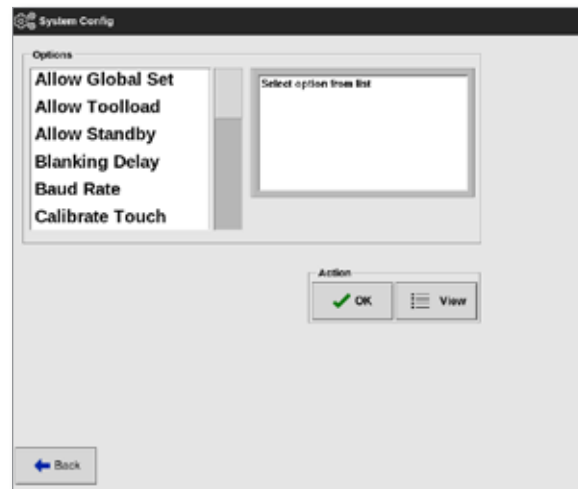 System Config
Options
Allow Global Set
Allow Toolload
Allow Standby
Blanking Delay
Baud Rate
Calibrate Touch
Select option from list
Action
OK
View
Back